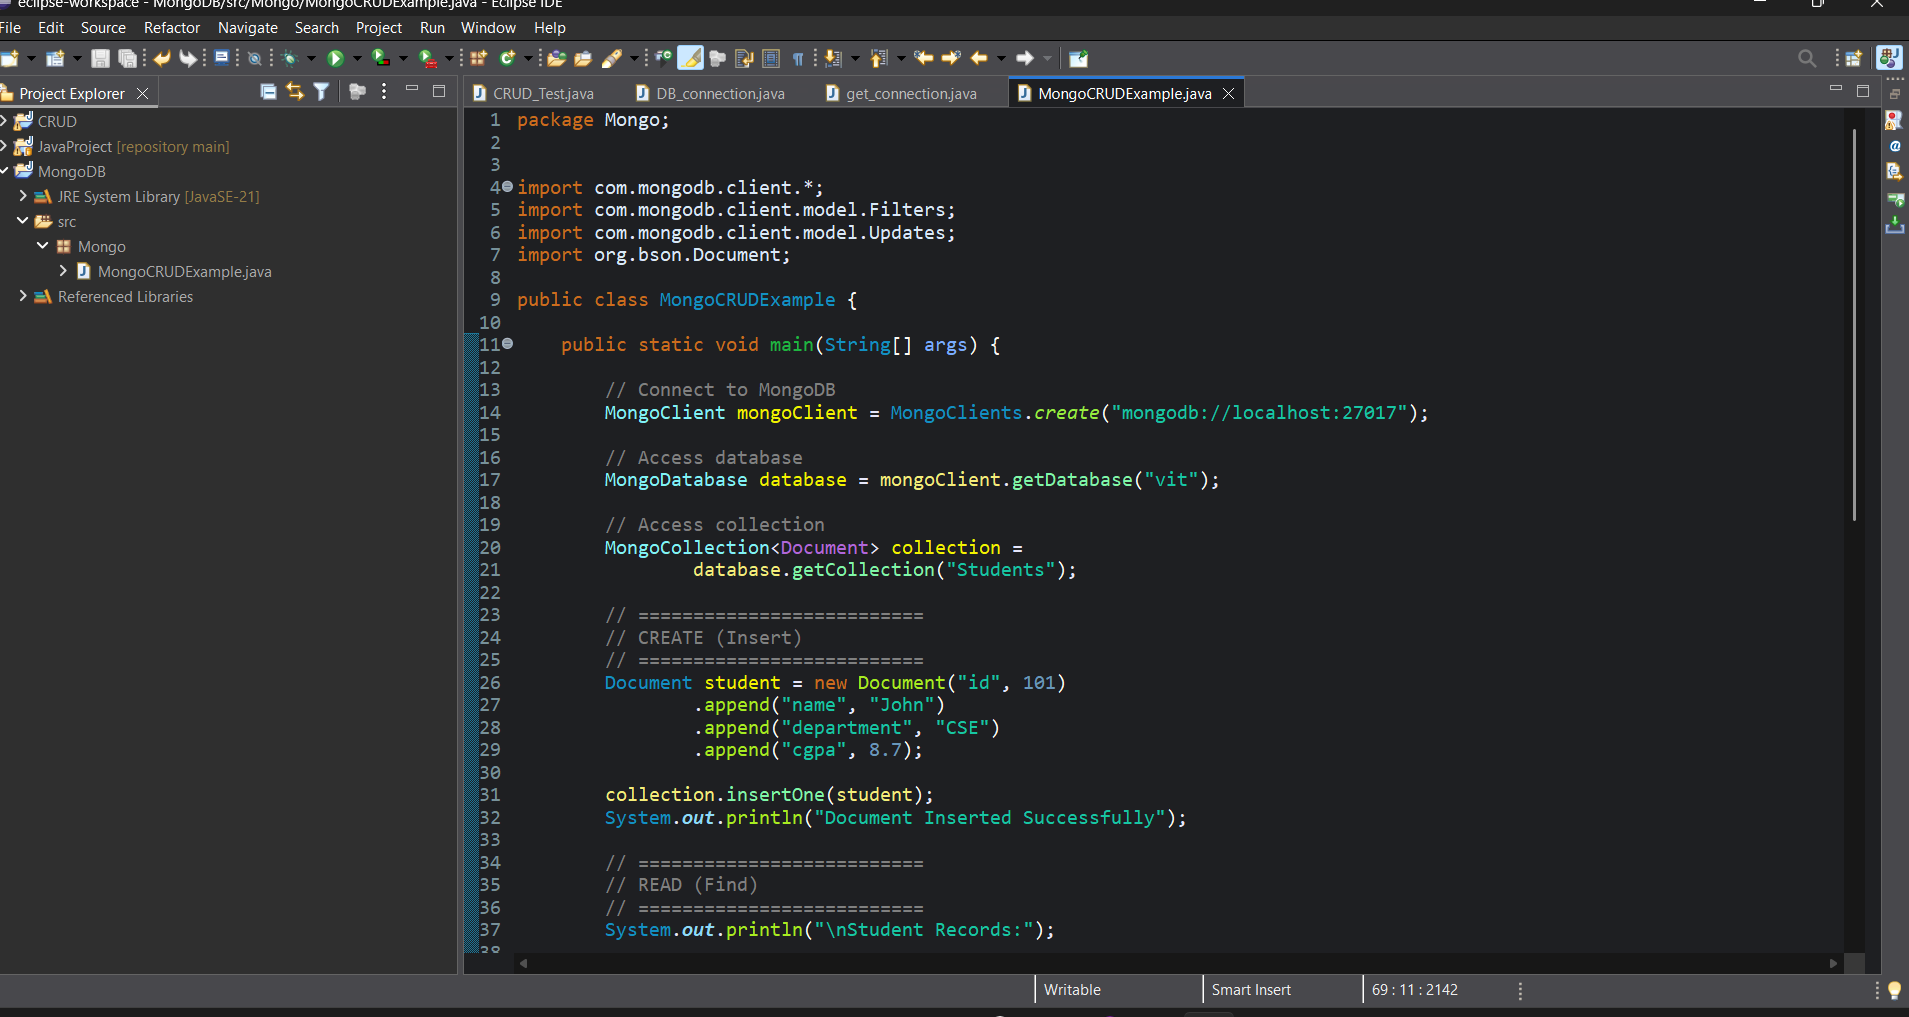 eclipse-workspace - MongoDB/src/Mongo/MongoCRUDExample.java - Eclipse IDE
File Edit Source Refactor Navigate Search Project Run Window Help
Project Explorer
CRUD_Test.java DB_connection.java get_connection.java MongoCRUDExample.java
CRUD
JavaProject [repository main]
MongoDB
JRE System Library [JavaSE-21]
src
Mongo
MongoCRUDExample.java
Referenced Libraries
1 package Mongo;
2
3
4 import com.mongodb.client.*;
5 import com.mongodb.client.model.Filters;
6 import com.mongodb.client.model.Updates;
7 import org.bson.Document;
8
9 public class MongoCRUDExample {
10
11     public static void main(String[] args) {
12
13         // Connect to MongoDB
14         MongoClient mongoClient = MongoClients.create("mongodb://localhost:27017");
15
16         // Access database
17         MongoDatabase database = mongoClient.getDatabase("vit");
18
19         // Access collection
20         MongoCollection<Document> collection =
21                 database.getCollection("Students");
22
23         // ==========================
24         // CREATE (Insert)
25         // ==========================
26         Document student = new Document("id", 101)
27                 .append("name", "John")
28                 .append("department", "CSE")
29                 .append("cgpa", 8.7);
30
31         collection.insertOne(student);
32         System.out.println("Document Inserted Successfully");
33
34         // ==========================
35         // READ (Find)
36         // ==========================
37         System.out.println("\nStudent Records:");
38
Writable Smart Insert 69 : 11 : 2142